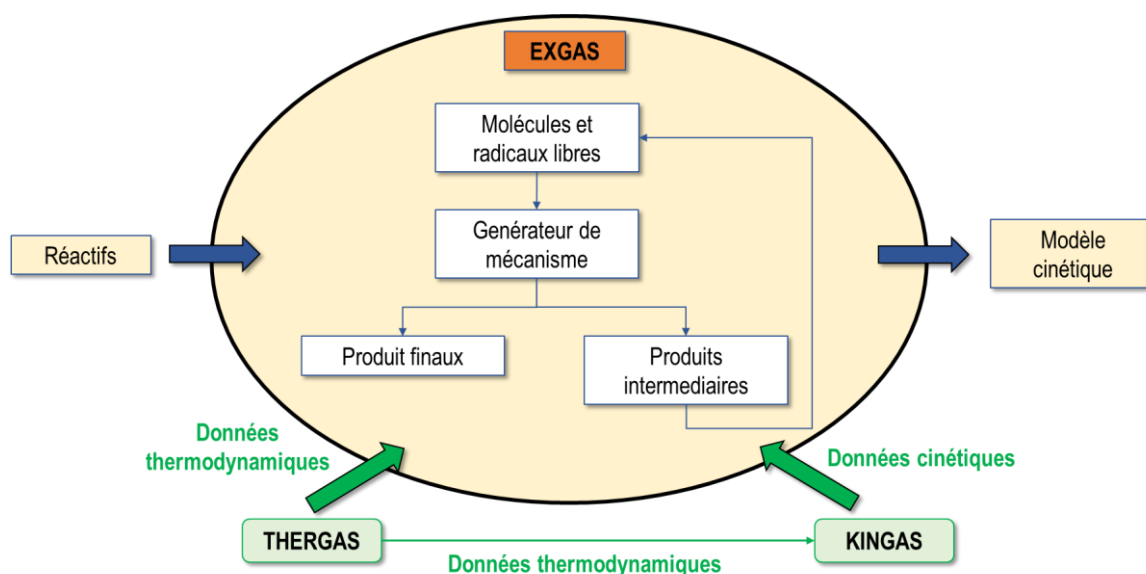 EXGAS
Molécules et
radicaux libres
Genérateur de
mécanisme
Réactifs
Modèle
cinétique
Produit finaux
Produits
intermediaires
Données
thermodynamiques
Données cinétiques
THERGAS
KINGAS
Données thermodynamiques